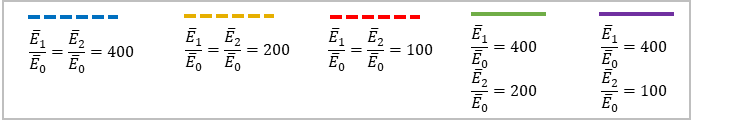 Ē₁/Ē₀ = Ē₂/Ē₀ = 400
Ē₁/Ē₀ = Ē₂/Ē₀ = 200
Ē₁/Ē₀ = Ē₂/Ē₀ = 100
Ē₁/Ē₀ = 400
Ē₂/Ē₀ = 200
Ē₁/Ē₀ = 400
Ē₂/Ē₀ = 100